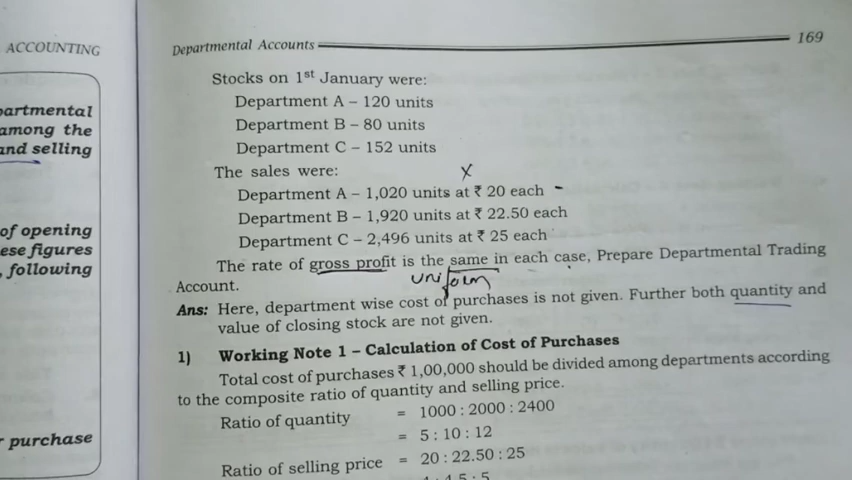 ACCOUNTING
partmental
among the
and selling
of opening
ese figures
, following
r purchase
Departmental Accounts
169
Stocks on 1st January were:
Department A – 120 units
Department B – 80 units
Department C – 152 units
The sales were:
x
Department A – 1,020 units at ₹ 20 each
Department B – 1,920 units at ₹ 22.50 each
Department C – 2,496 units at ₹ 25 each
The rate of gross profit is the same in each case, Prepare Departmental Trading
Account.
uniform
Ans: Here, department wise cost of purchases is not given. Further both quantity and
value of closing stock are not given.
1) Working Note 1 – Calculation of Cost of Purchases
Total cost of purchases ₹ 1,00,000 should be divided among departments according
to the composite ratio of quantity and selling price.
Ratio of quantity = 1000 : 2000 : 2400
= 5 : 10 : 12
Ratio of selling price = 20 : 22.50 : 25
4 : 4.5 : 5